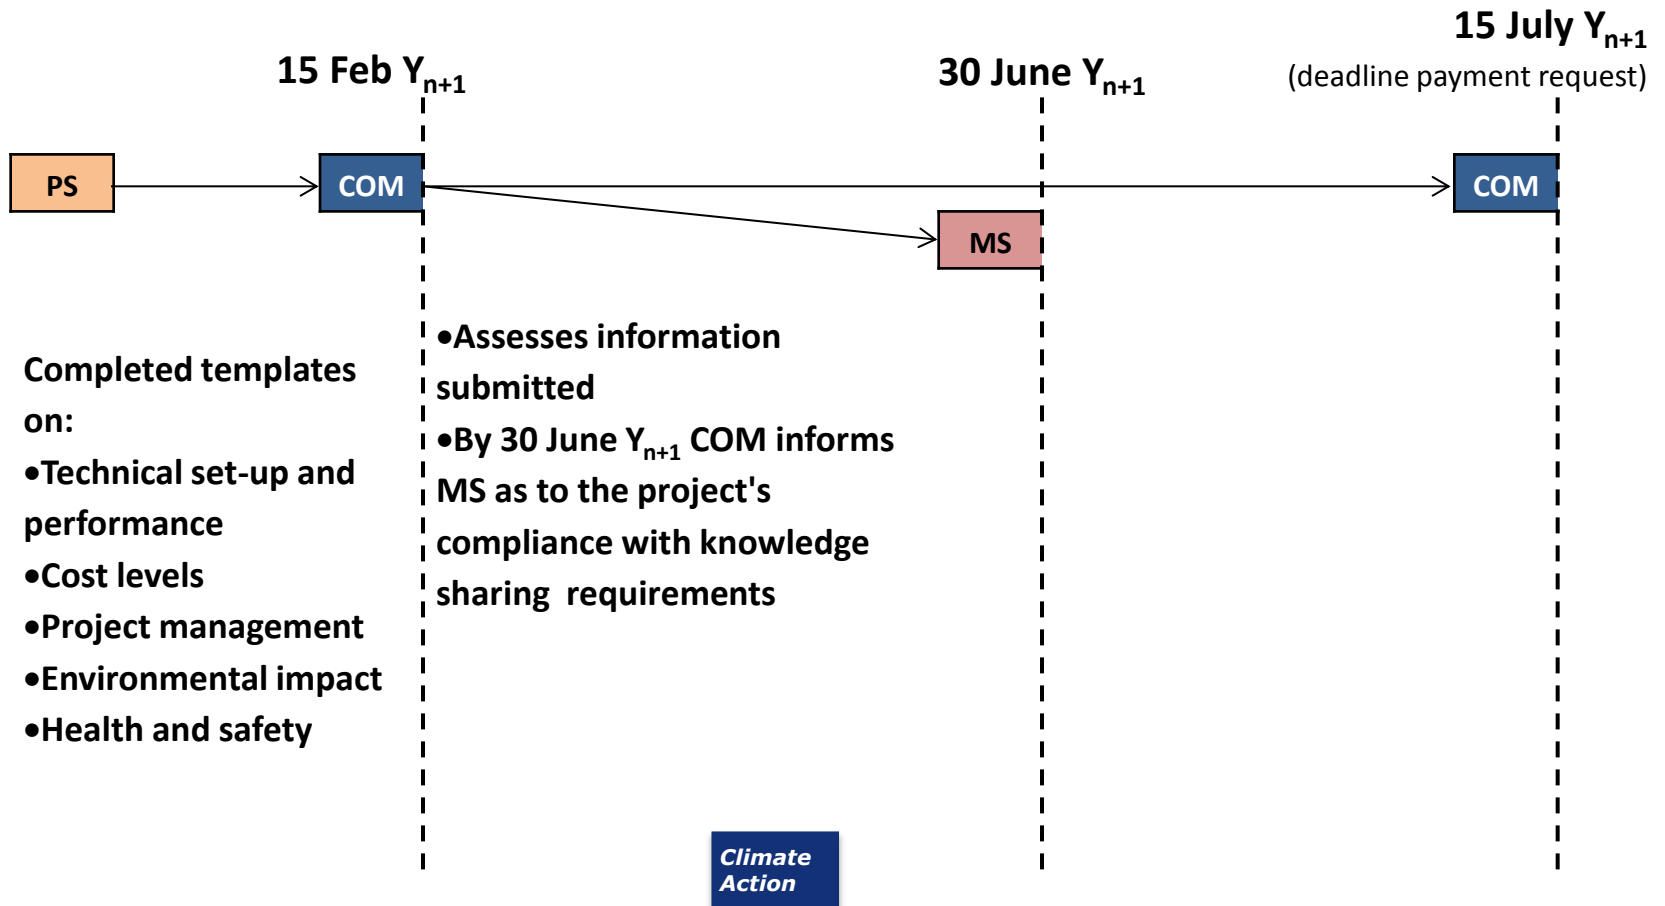 15 July Yn+1
15 Feb Yn+1
30 June Yn+1
(deadline payment request)
PS
COM
COM
MS
Completed templates
on:
•Technical set-up and
performance
•Cost levels
•Project management
•Environmental impact
•Health and safety
•Assesses information
submitted
•By 30 June Yn+1 COM informs
MS as to the project's
compliance with knowledge
sharing requirements
Climate
Action